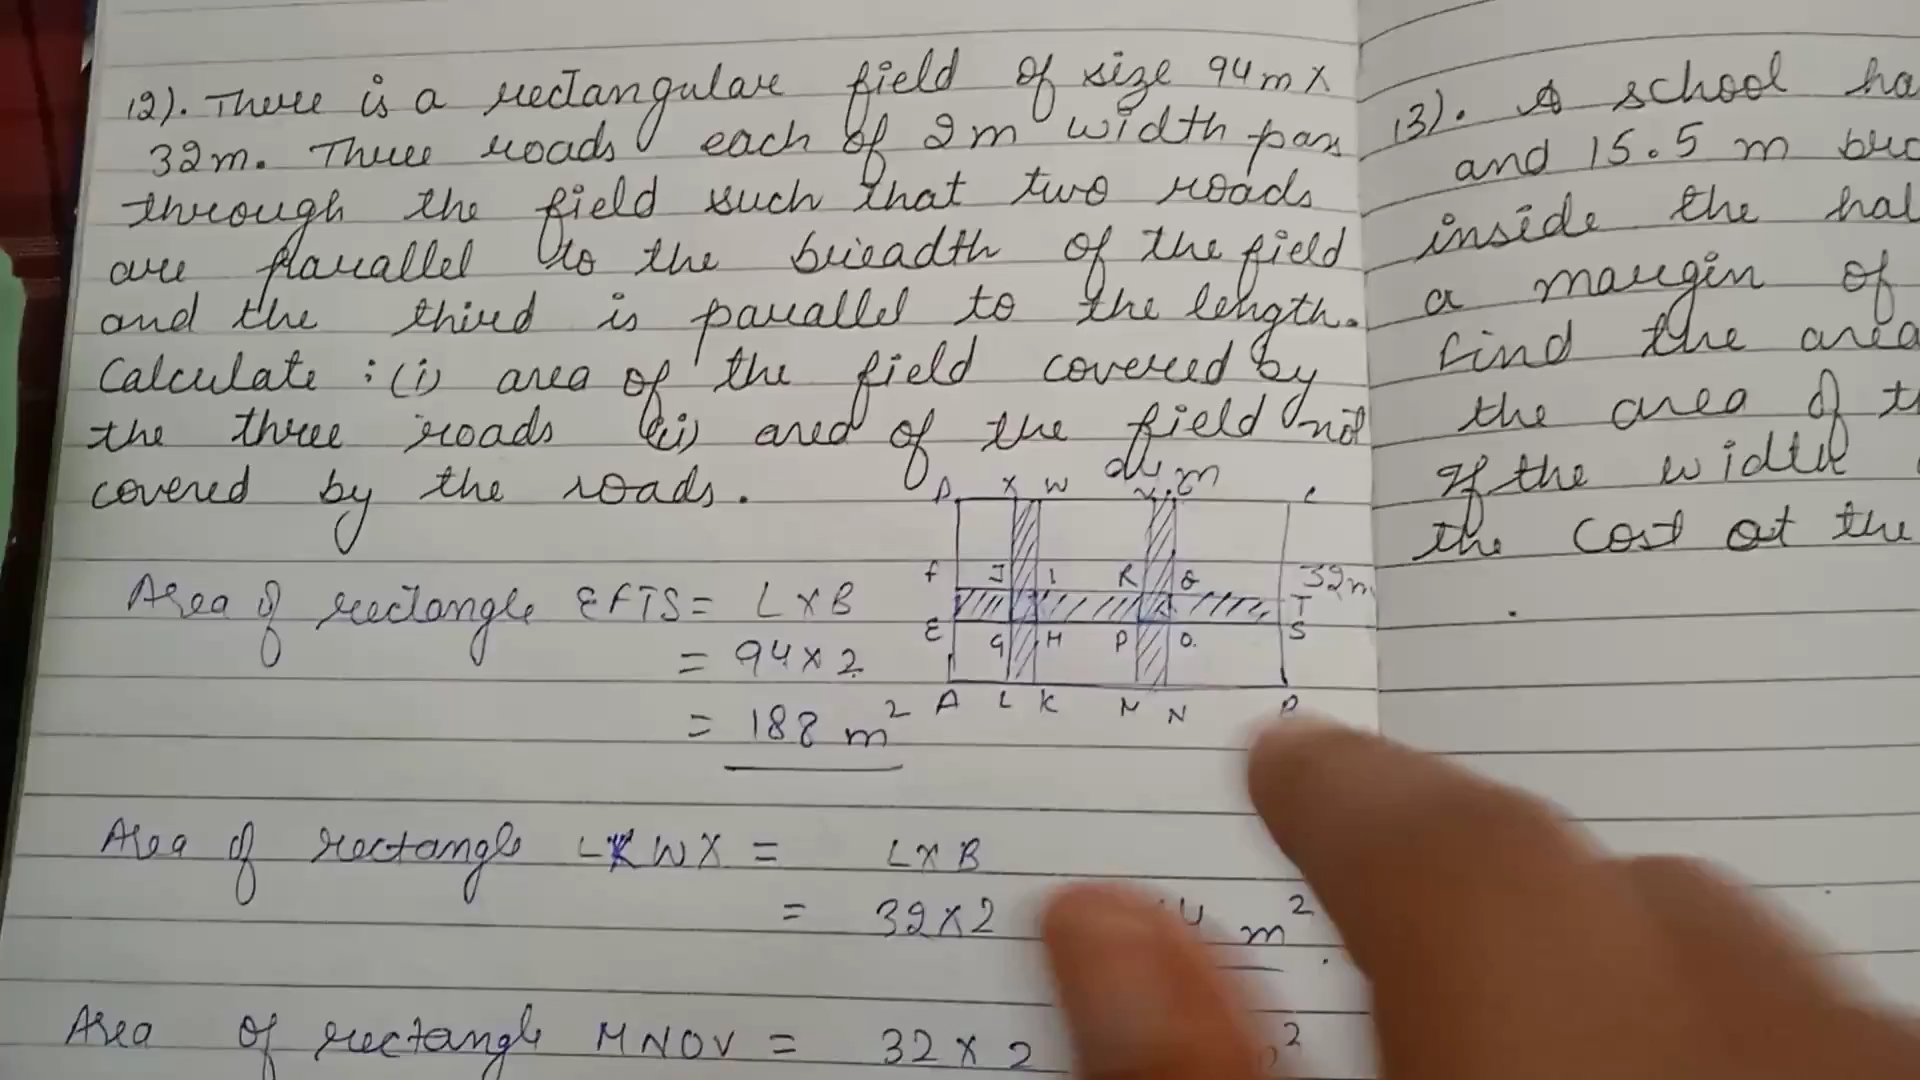 12). There is a rectangular field of size 94m x
32m. Three roads each of 2m width pass
through the field such that two roads
are parallel to the breadth of the field
and the third is parallel to the length.
Calculate : (i) area of the field covered by
the three roads (ii) area of the field not
covered by the roads.
D X W C
F J I R Q 32m
T
E G H P O S
A L K M N B
Area of rectangle EFTS = L x B
= 94 x 2
= 188 m²
Area of rectangle LKWX = L x B
= 32 x 2 m²
Area of rectangle MNOV = 32 x 2
13). A school ha
and 15.5 m bro
inside the hal
a margin of
Find the area
the area of t
If the width
the cost at the